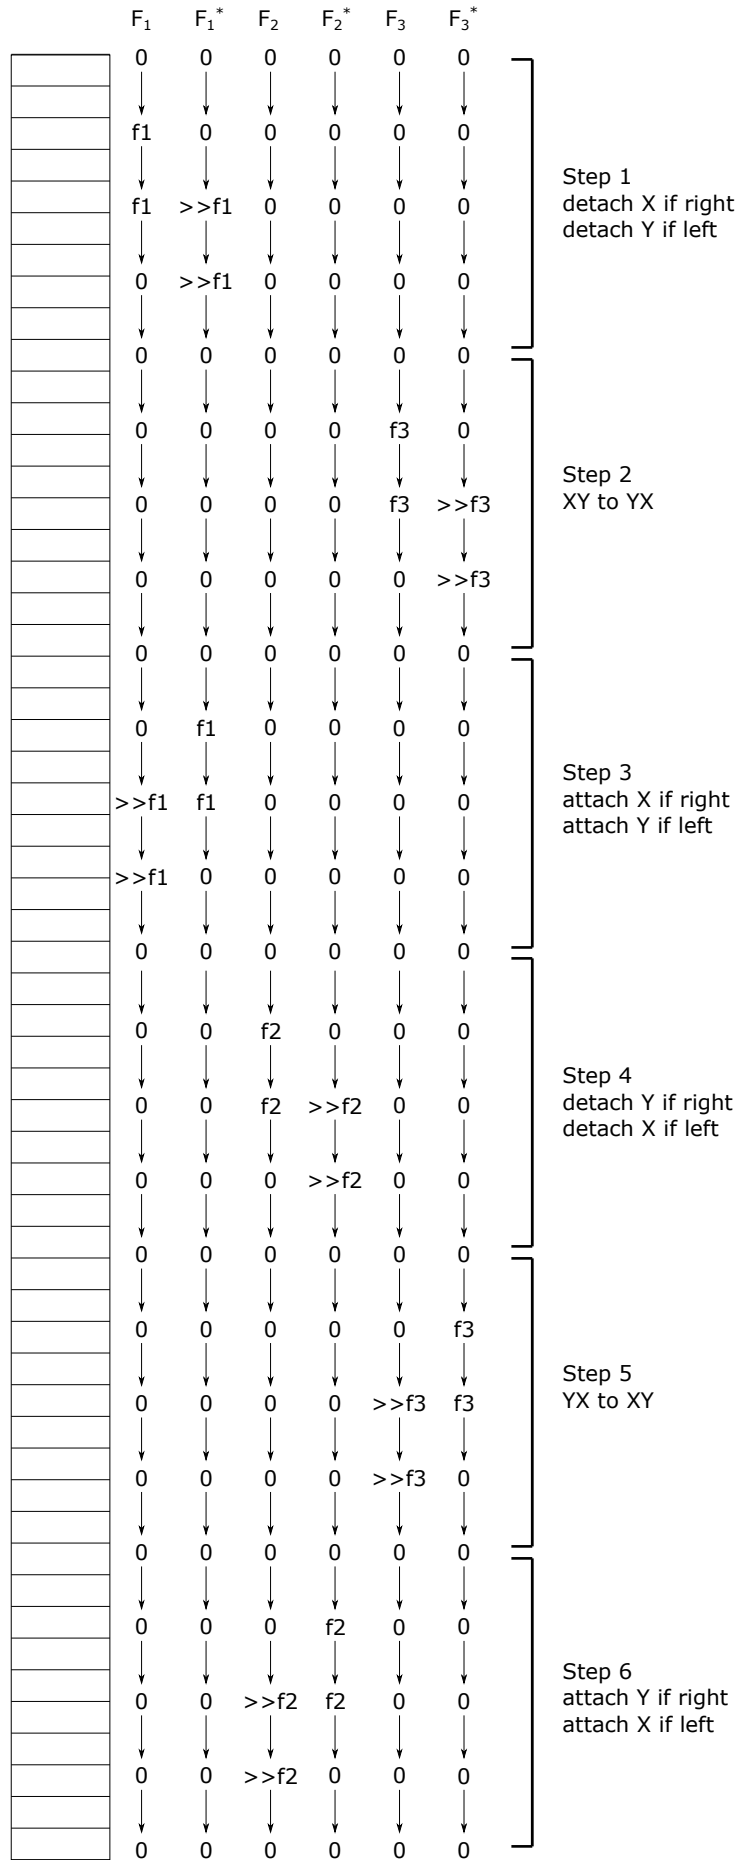 F1 F1* F2 F2* F3 F3*
0 0 0 0 0 0
f1 0 0 0 0 0
Step 1
f1 >>f1 0 0 0 0
detach X if right
detach Y if left
0 >>f1 0 0 0 0
0 0 0 0 0 0
0 0 0 0 f3 0
Step 2
0 0 0 0 f3 >>f3
XY to YX
0 0 0 0 0 >>f3
0 0 0 0 0 0
0 f1 0 0 0 0
Step 3
>>f1 f1 0 0 0 0
attach X if right
attach Y if left
>>f1 0 0 0 0 0
0 0 0 0 0 0
0 0 f2 0 0 0
Step 4
0 0 f2 >>f2 0 0
detach Y if right
detach X if left
0 0 0 >>f2 0 0
0 0 0 0 0 0
0 0 0 0 0 f3
Step 5
0 0 0 0 >>f3 f3
YX to XY
0 0 0 0 >>f3 0
0 0 0 0 0 0
0 0 0 f2 0 0
Step 6
0 0 >>f2 f2 0 0
attach Y if right
attach X if left
0 0 >>f2 0 0 0
0 0 0 0 0 0